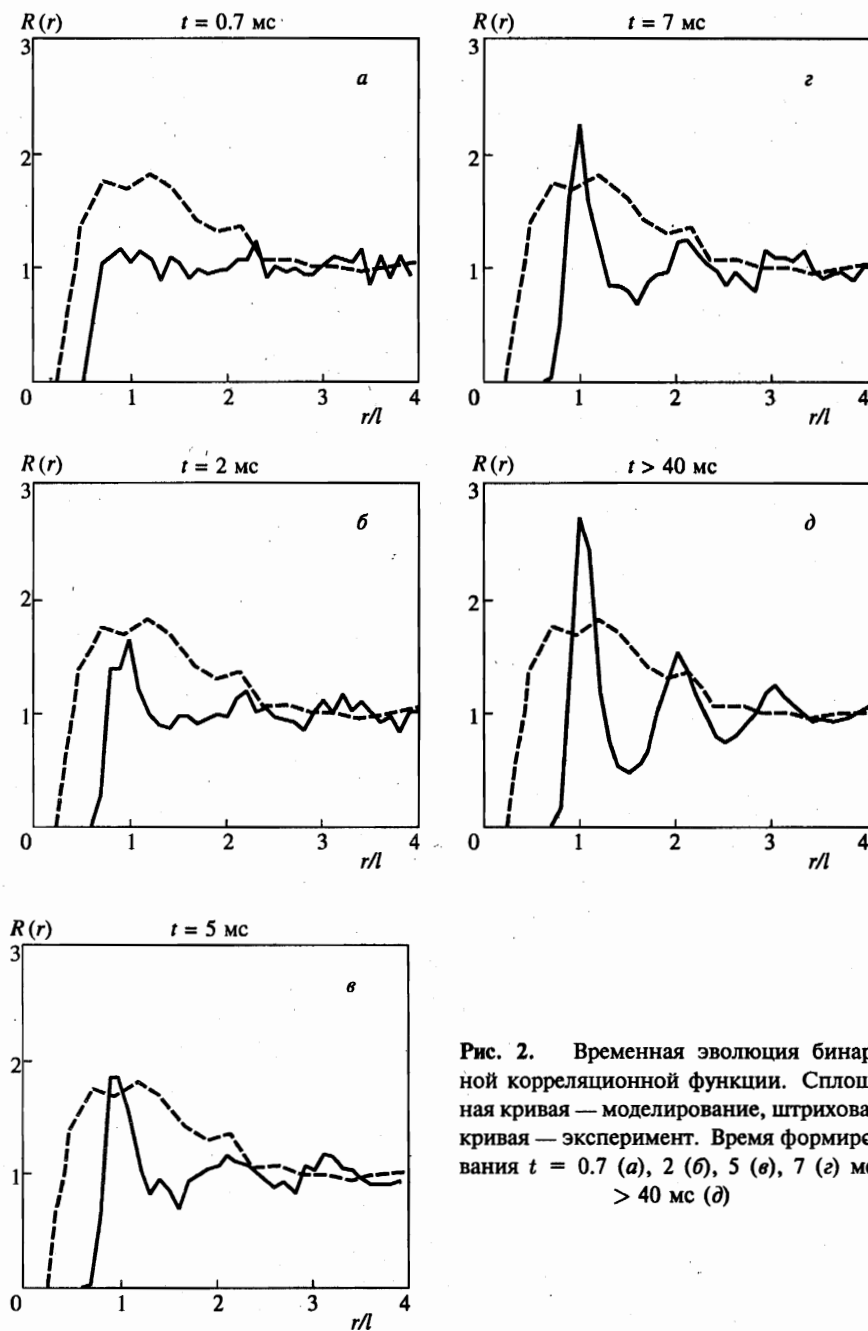 R(r) t = 0.7 мс
3
а
2
1
0 1 2 3 4
r/l
R(r) t = 7 мс
3
г
2
1
0 1 2 3 4
r/l
R(r) t = 2 мс
3
б
2
1
0 1 2 3 4
r/l
R(r) t > 40 мс
3
д
2
1
0 1 2 3 4
r/l
R(r) t = 5 мс
3
в
2
1
0 1 2 3 4
r/l
Рис. 2. Временная эволюция бинар
ной корреляционной функции. Сплош
ная кривая — моделирование, штрихова
кривая — эксперимент. Время формире
вания t = 0.7 (а), 2 (б), 5 (в), 7 (г) мс
> 40 мс (д)